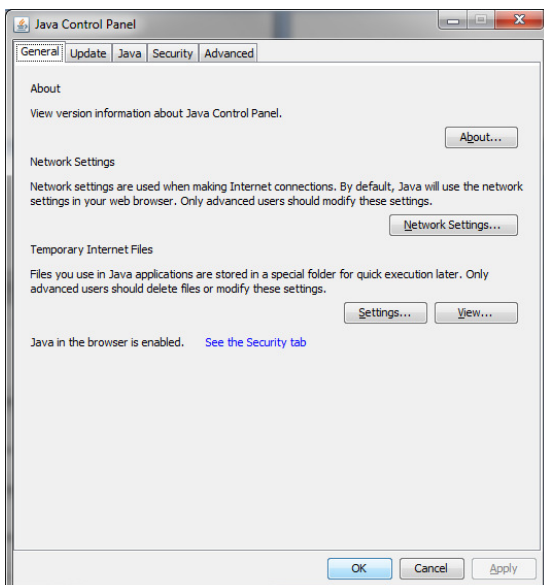 Java Control Panel
General Update Java Security Advanced
About
View version information about Java Control Panel.
About...
Network Settings
Network settings are used when making Internet connections. By default, Java will use the network
settings in your web browser. Only advanced users should modify these settings.
Network Settings...
Temporary Internet Files
Files you use in Java applications are stored in a special folder for quick execution later. Only
advanced users should delete files or modify these settings.
Settings... View...
Java in the browser is enabled. See the Security tab
OK Cancel Apply